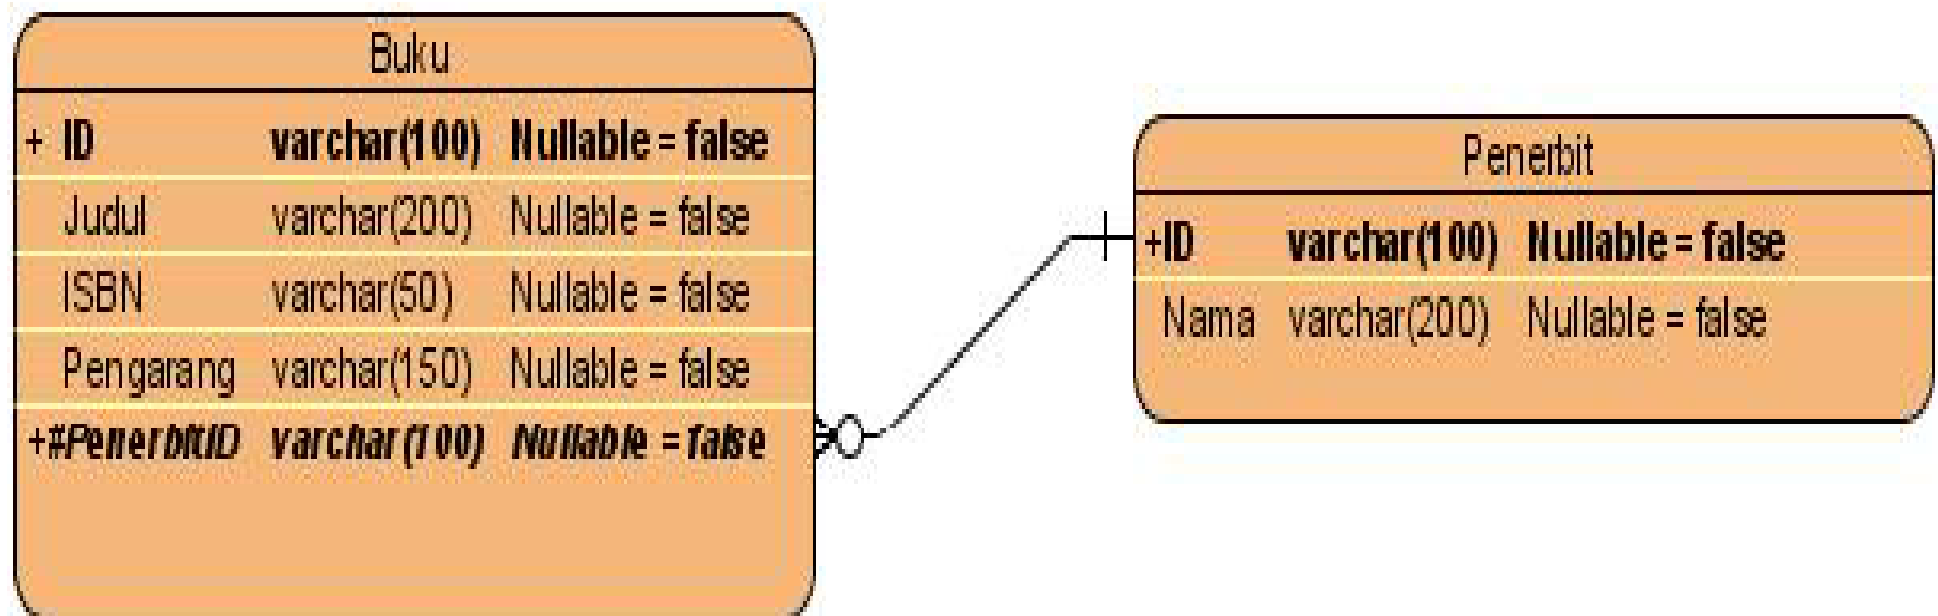 Buku
+ ID varchar(100) Nullable = false
Judul varchar(200) Nullable = false
ISBN varchar(50) Nullable = false
Pengarang varchar(150) Nullable = false
+#PenerbitID varchar(100) Nullable = false
Penerbit
+ID varchar(100) Nullable = false
Nama varchar(200) Nullable = false